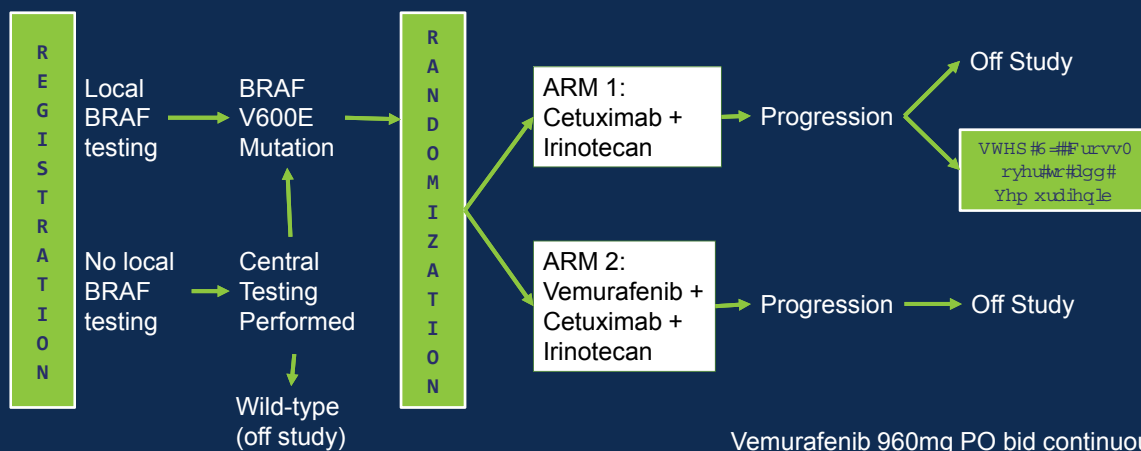 REGISTRATION
Local
BRAF
testing
BRAF
V600E
Mutation
No local
BRAF
testing
Central
Testing
Performed
Wild-type
(off study)
RANDOMIZATION
ARM 1:
Cetuximab +
Irinotecan
Progression
Off Study
VWHS #6 =##Furvv0
ryhu#wr#dgg#
Yhp xudihqle
ARM 2:
Vemurafenib +
Cetuximab +
Irinotecan
Progression
Off Study
Vemurafenib 960mg PO bid continuou